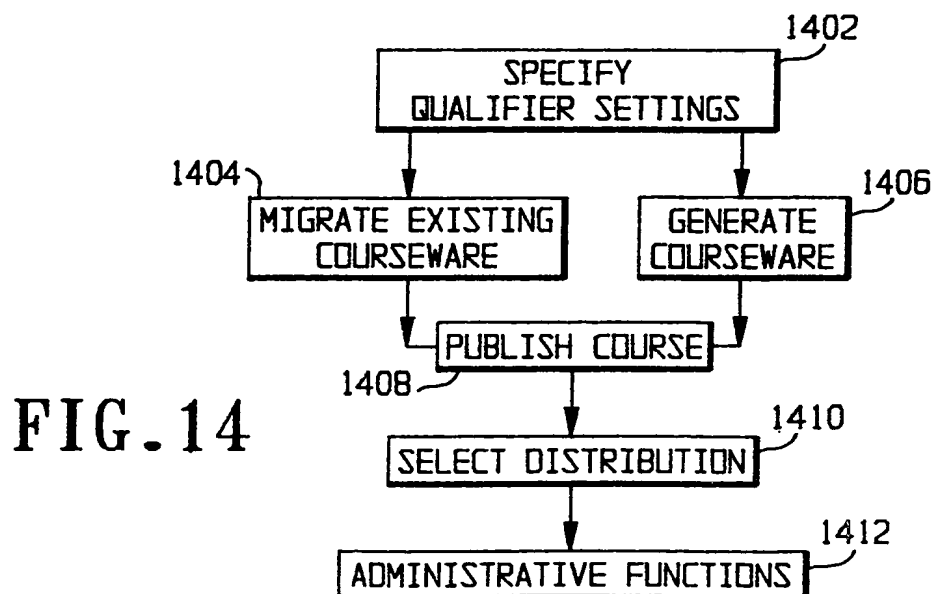 1402
SPECIFY
QUALIFIER SETTINGS
1404
MIGRATE EXISTING
COURSEWARE
1406
GENERATE
COURSEWARE
PUBLISH COURSE
1408
FIG.14
1410
SELECT DISTRIBUTION
1412
ADMINISTRATIVE FUNCTIONS